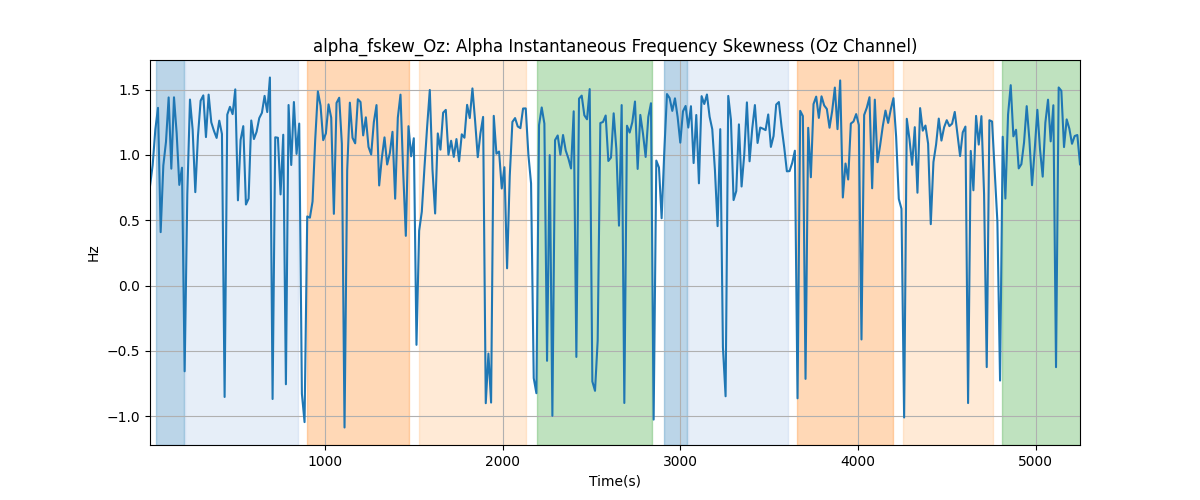 alpha_fskew_Oz: Alpha Instantaneous Frequency Skewness (Oz Channel)
1.5
1.0
0.5
0.0
−0.5
−1.0
Hz
1000 2000 3000 4000 5000
Time(s)